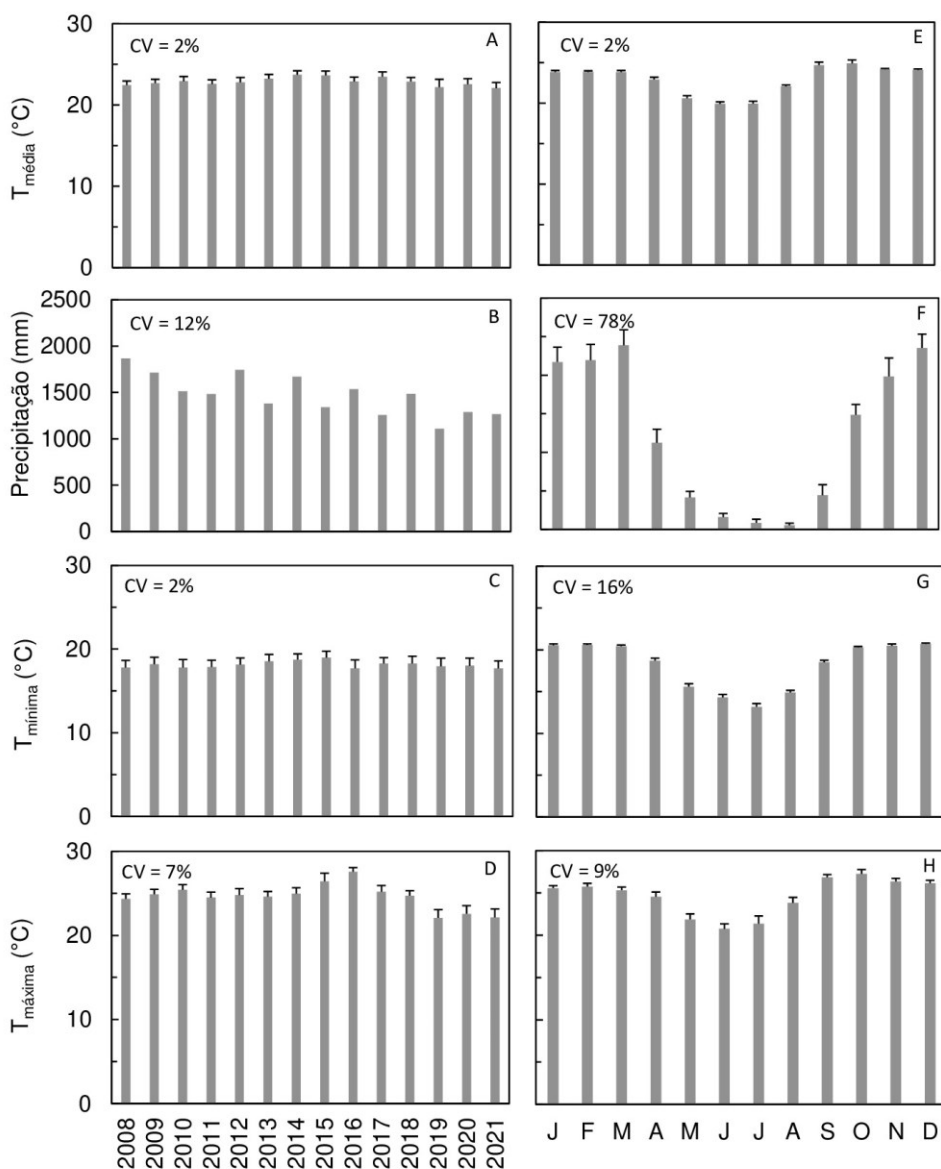 30
CV = 2%
A
20
10
0
T média (°C)
CV = 2%
E
2500
CV = 12%
B
2000
1500
1000
500
0
Precipitação (mm)
CV = 78%
F
30
CV = 2%
C
20
10
0
T mínima (°C)
CV = 16%
G
30
CV = 7%
D
20
10
0
T máxima (°C)
CV = 9%
H
2008 2009 2010 2011 2012 2013 2014 2015 2016 2017 2018 2019 2020 2021
J F M A M J J A S O N D